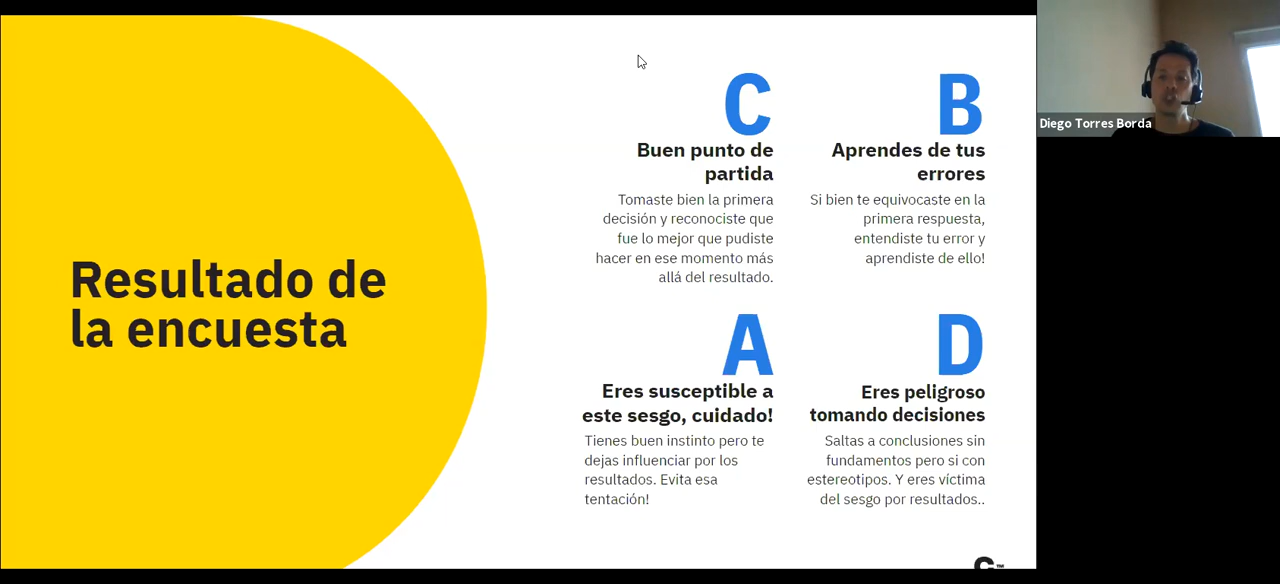 Resultado de
la encuesta
C
Buen punto de
partida
Tomaste bien la primera
decisión y reconociste que
fue lo mejor que pudiste
hacer en ese momento más
allá del resultado.
B
Aprendes de tus
errores
Si bien te equivocaste en la
primera respuesta,
entendiste tu error y
aprendiste de ello!
A
Eres susceptible a
este sesgo, cuidado!
Tienes buen instinto pero te
dejas influenciar por los
resultados. Evita esa
tentación!
D
Eres peligroso
tomando decisiones
Saltas a conclusiones sin
fundamentos pero si con
estereotipos. Y eres víctima
del sesgo por resultados..
Diego Torres Borda